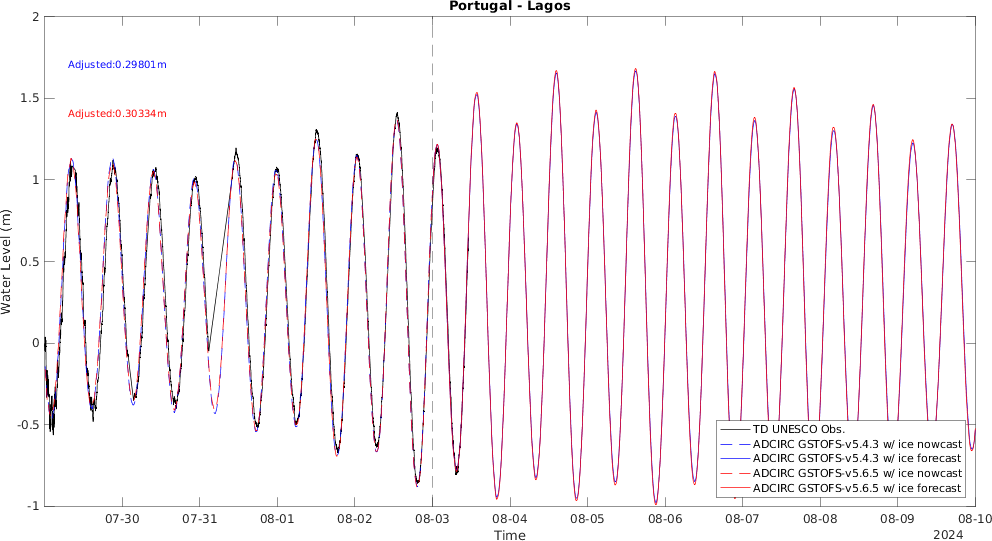 Portugal - Lagos
Adjusted:0.29801m
Adjusted:0.30334m
Water Level (m)
2
1.5
1
0.5
0
-0.5
-1
TD UNESCO Obs.
ADCIRC GSTOFS-v5.4.3 w/ ice nowcast
ADCIRC GSTOFS-v5.4.3 w/ ice forecast
ADCIRC GSTOFS-v5.6.5 w/ ice nowcast
ADCIRC GSTOFS-v5.6.5 w/ ice forecast
07-30 07-31 08-01 08-02 08-03 08-04 08-05 08-06 08-07 08-08 08-09 08-10
Time
2024